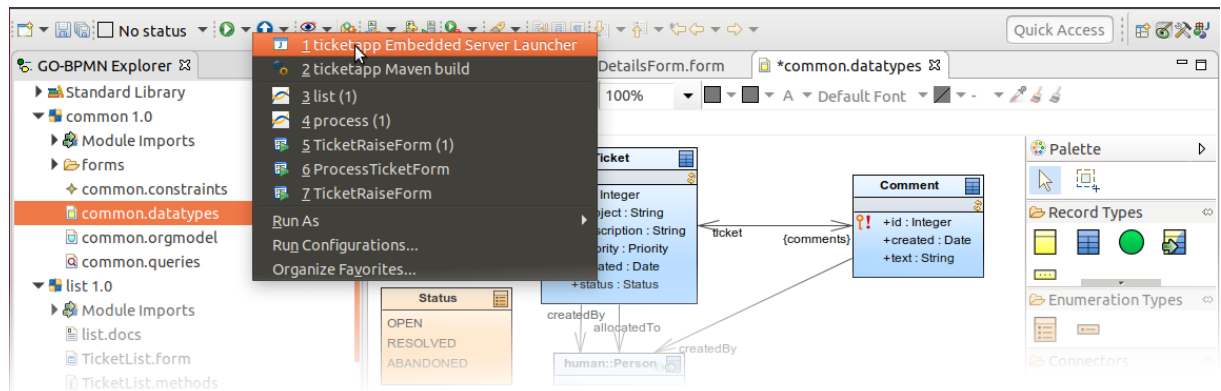 No status
Quick Access
GO-BPMN Explorer
Standard Library
common 1.0
Module Imports
forms
common.constraints
common.datatypes
common.orgmodel
common.queries
list 1.0
Module Imports
list.docs
TicketList.form
TicketList.methods
1 ticketapp Embedded Server Launcher
2 ticketapp Maven build
3 list (1)
4 process (1)
5 TicketRaiseForm (1)
6 ProcessTicketForm
7 TicketRaiseForm
Run As
Run Configurations...
Organize Favorites...
DetailsForm.form
*common.datatypes
100%
A
Default Font
Ticket
Integer
: String
: String
: Priority
: Date
+status : Status
ticket
{comments}
Comment
+id : Integer
+created : Date
+text : String
Status
OPEN
RESOLVED
ABANDONED
createdBy
allocatedTo
createdBy
human::Person
Palette
Record Types
Enumeration Types
Connectors